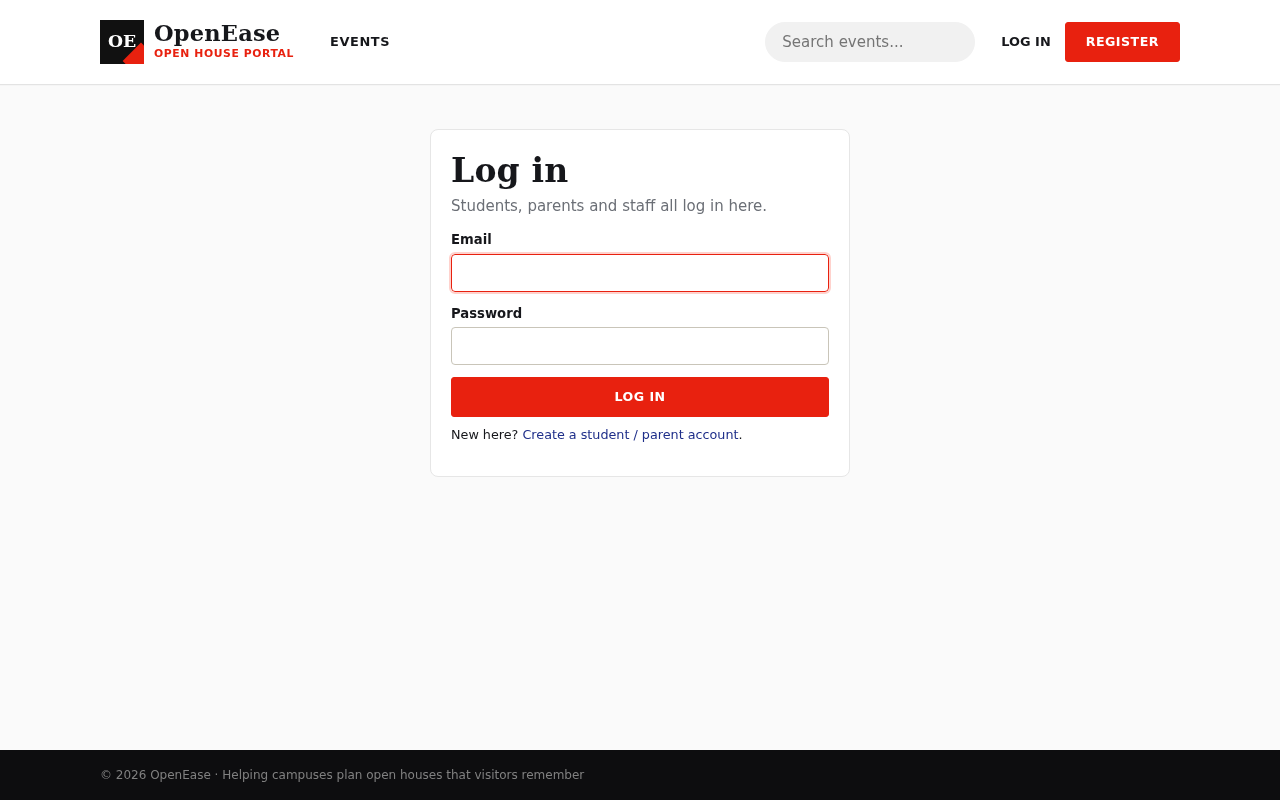 OE
OpenEase
OPEN HOUSE PORTAL
EVENTS
Search events...
LOG IN
REGISTER
Log in
Students, parents and staff all log in here.
Email
Password
LOG IN
New here? Create a student / parent account.
© 2026 OpenEase · Helping campuses plan open houses that visitors remember